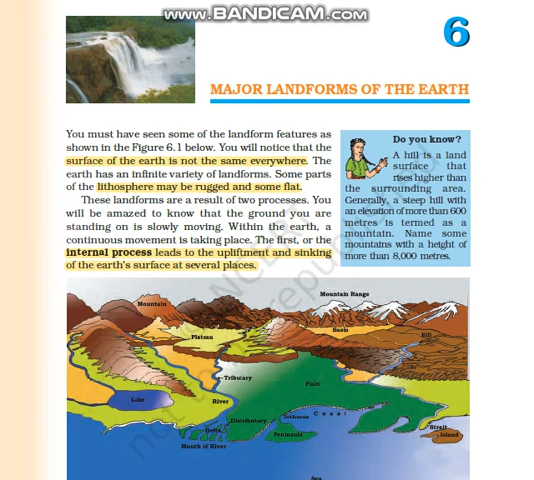 www.BANDICAM.com
6
MAJOR LANDFORMS OF THE EARTH
You must have seen some of the landform features as
shown in the Figure 6.1 below. You will notice that the
surface of the earth is not the same everywhere. The
earth has an infinite variety of landforms. Some parts
of the lithosphere may be rugged and some flat.
These landforms are a result of two processes. You
will be amazed to know that the ground you are
standing on is slowly moving. Within the earth, a
continuous movement is taking place. The first, or the
internal process leads to the upliftment and sinking
of the earth's surface at several places.
Do you know?
A hill is a land
surface that
rises higher than
the surrounding area.
Generally, a steep hill with
an elevation of more than 600
metres is termed as a
mountain. Name some
mountains with a height of
more than 8,000 metres.
Mountain Range
Mountain
Basin
Plateau
Hill
Tributary
Lake
River
Isthmus
Coast
Distributary
Delta
Peninsula
Strait
Island
Mouth of River
Sea
not to